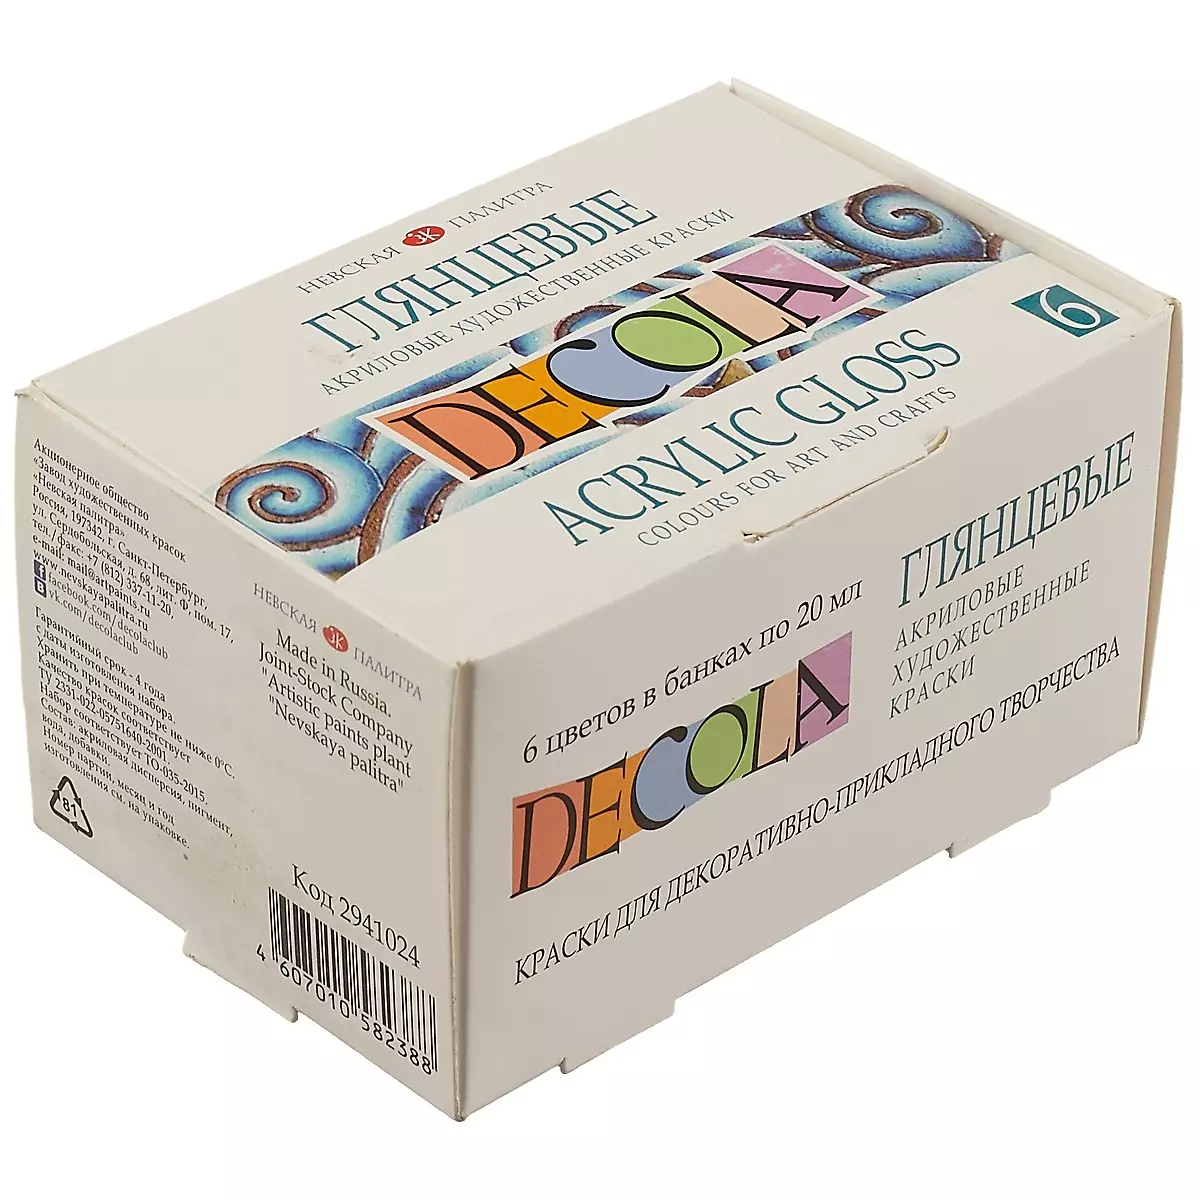 НЕВСКАЯ ЗК ПАЛИТРА
ГЛЯНЦЕВЫЕ
АКРИЛОВЫЕ ХУДОЖЕСТВЕННЫЕ КРАСКИ
DECOLA
6
ACRYLIC GLOSS
COLOURS FOR ART AND CRAFTS
Акционерное общество
«Завод художественных красок
«Невская палитра»
Россия, 197342, г. Санкт-Петербург,
ул. Сердобольская, д. 68, лит. Ф, пом. 17,
тел./факс: +7 (812) 337-11-20,
e-mail: mail@artpaints.ru
www.nevskayapalitra.ru
facebook.com/decolaclub
vk.com/decolaclub
Гарантийный срок - 4 года
с даты изготовления набора.
Хранить при температуре не ниже 0°С.
Качество красок соответствует
ТУ 2331-022-05751640-2001.
Набор соответствует ТО-035-2015.
Состав: акриловая дисперсия, пигмент,
вода, добавки.
Номер партии, месяц и год
изготовления см. на упаковке.
81
НЕВСКАЯ ЗК ПАЛИТРА
Made in Russia.
Joint-Stock Company
"Artistic paints plant
"Nevskaya palitra"
Код 2941024
4 607010 582388
6 цветов в банках по 20 мл
DECOLA
ГЛЯНЦЕВЫЕ
АКРИЛОВЫЕ
ХУДОЖЕСТВЕННЫЕ
КРАСКИ
КРАСКИ ДЛЯ ДЕКОРАТИВНО-ПРИКЛАДНОГО ТВОРЧЕСТВА